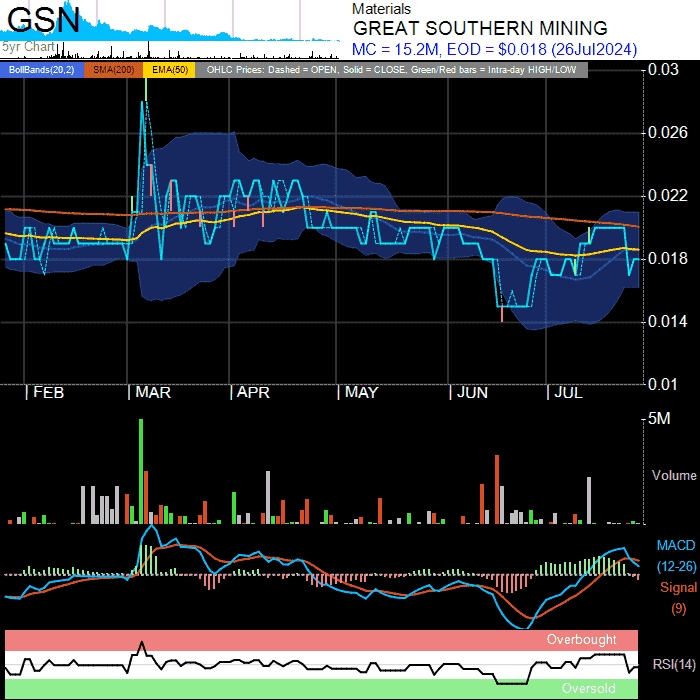 GSN
5yr Chart
Materials
GREAT SOUTHERN MINING
MC = 15.2M, EOD = $0.018 (26Jul2024)
BollBands(20,2) SMA(200) EMA(50) OHLC Prices: Dashed = OPEN, Solid = CLOSE, Green/Red bars = Intra-day HIGH/LOW
0.03
0.026
0.022
0.018
0.014
0.01
| FEB | MAR | APR | MAY | JUN | JUL
5M
Volume
MACD
(12-26)
Signal
(9)
Overbought
RSI(14)
Oversold